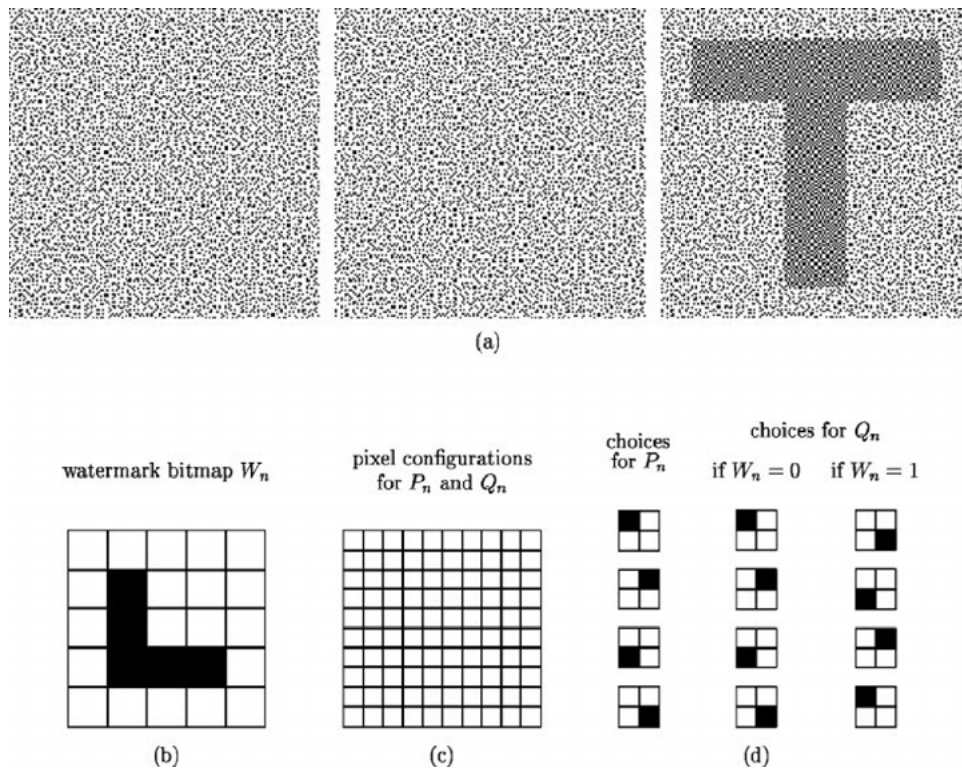 (a)
watermark bitmap Wₙ
pixel configurations
for Pₙ and Qₙ
choices
for Pₙ
choices for Qₙ
if Wₙ = 0 if Wₙ = 1
(b)
(c)
(d)